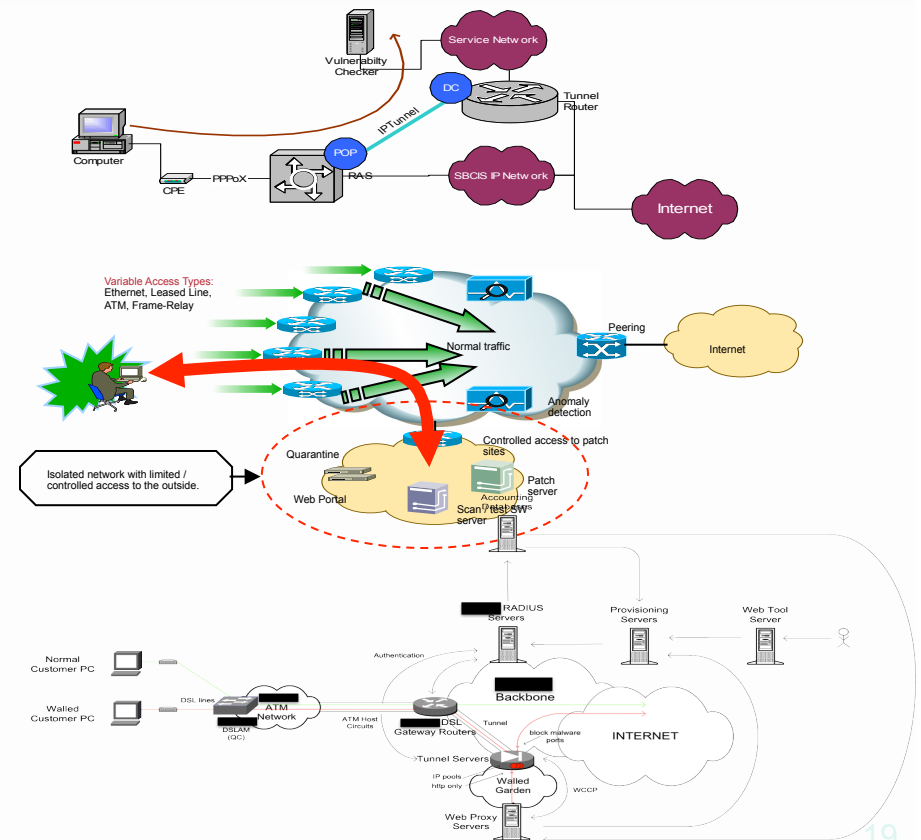 Vulnerabilty
Checker
Service Network
DC
Tunnel
Router
IPTunnel
Computer
POP
PPPoX
RAS
CPE
SBCIS IP Network
Internet
Variable Access Types:
Ethernet, Leased Line,
ATM, Frame-Relay
Normal traffic
Peering
Internet
Anomaly
detection
Controlled access to patch
sites
Quarantine
Isolated network with limited /
controlled access to the outside.
Web Portal
Patch
server
Accounting
Databases
Scan / test SW
server
RADIUS
Servers
Provisioning
Servers
Web Tool
Server
Authentication
Normal
Customer PC
Walled
Customer PC
DSL lines
ATM
Network
DSLAM
(QC)
ATM Host
Circuits
DSL
Gateway Routers
Backbone
Tunnel
block malware
ports
INTERNET
Tunnel Servers
IP pools
http only
Walled
Garden
WCCP
Web Proxy
Servers
19